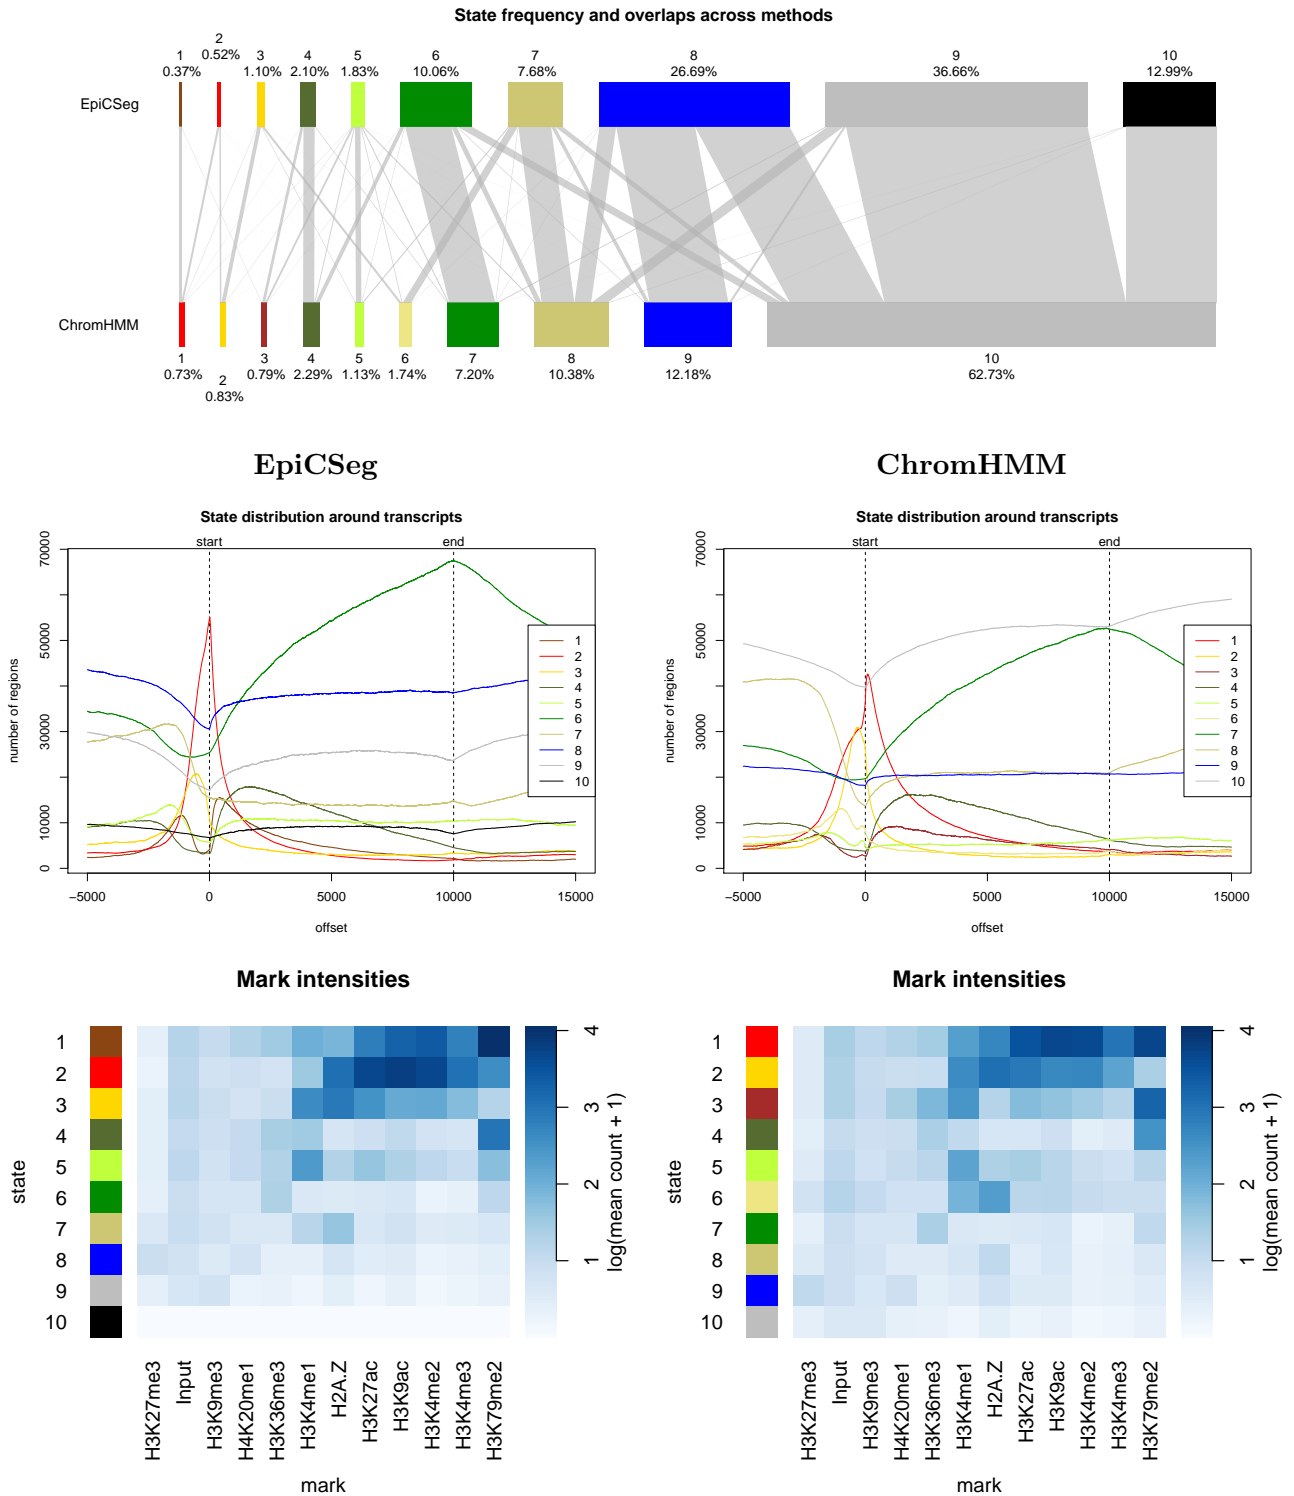 State frequency and overlaps across methods
1 2 3 4 5 6 7 8 9 10
0.37% 0.52% 1.10% 2.10% 1.83% 10.06% 7.68% 26.69% 36.66% 12.99%
EpiCSeg
ChromHMM
1 2 3 4 5 6 7 8 9 10
0.73% 0.83% 0.79% 2.29% 1.13% 1.74% 7.20% 10.38% 12.18% 62.73%
EpiCSeg
State distribution around transcripts
start end
number of regions
70000
50000
30000
10000
0
1
2
3
4
5
6
7
8
9
10
−5000 0 5000 10000 15000
offset
ChromHMM
State distribution around transcripts
start end
number of regions
70000
50000
30000
10000
0
1
2
3
4
5
6
7
8
9
10
−5000 0 5000 10000 15000
offset
Mark intensities
state
1
2
3
4
5
6
7
8
9
10
4
3
2
1
log(mean count + 1)
H3K27me3
Input
H3K9me3
H4K20me1
H3K36me3
H3K4me1
H2A.Z
H3K27ac
H3K9ac
H3K4me2
H3K4me3
H3K79me2
mark
Mark intensities
state
1
2
3
4
5
6
7
8
9
10
4
3
2
1
log(mean count + 1)
H3K27me3
Input
H3K9me3
H4K20me1
H3K36me3
H3K4me1
H2A.Z
H3K27ac
H3K9ac
H3K4me2
H3K4me3
H3K79me2
mark